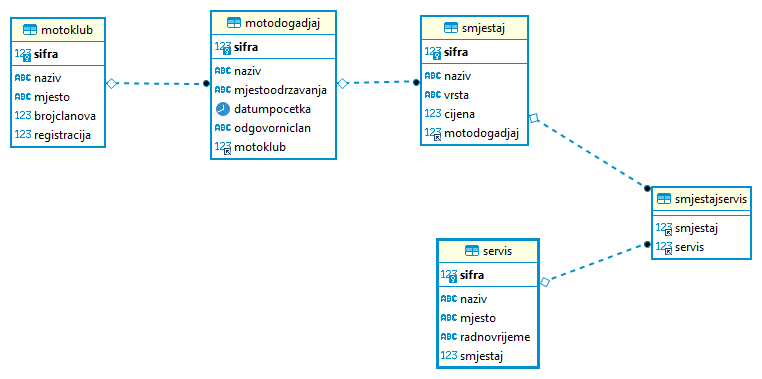 motoklub
123 sifra
ABC naziv
ABC mjesto
123 brojclanova
123 registracija
motodogadjaj
123 sifra
ABC naziv
ABC mjestoodrzavanja
datumpocetka
ABC odgovorniclan
123 motoklub
smjestaj
123 sifra
ABC naziv
ABC vrsta
123 cijena
123 motodogadjaj
smjestajservis
123 smjestaj
123 servis
servis
123 sifra
ABC naziv
ABC mjesto
ABC radnovrijeme
123 smjestaj